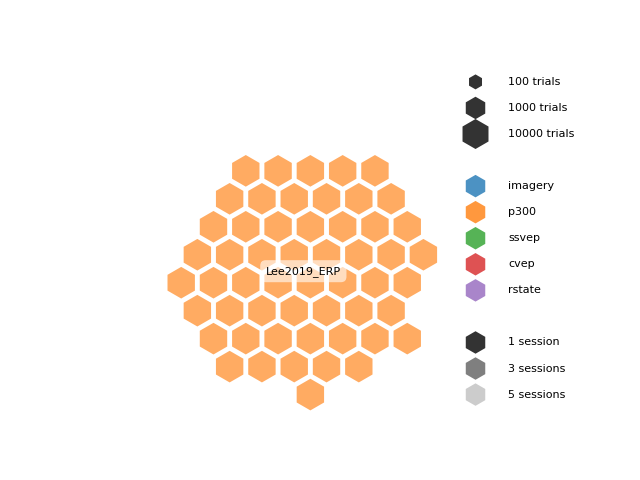 100 trials
1000 trials
10000 trials
imagery
p300
ssvep
cvep
rstate
Lee2019_ERP
1 session
3 sessions
5 sessions